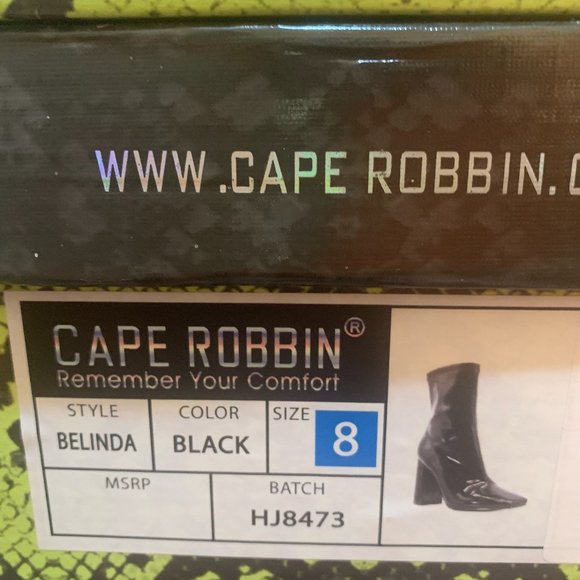 WWW.CAPE ROBBIN.
CAPE ROBBIN®
Remember Your Comfort
STYLE COLOR SIZE 8
BELINDA BLACK
MSRP BATCH
HJ8473